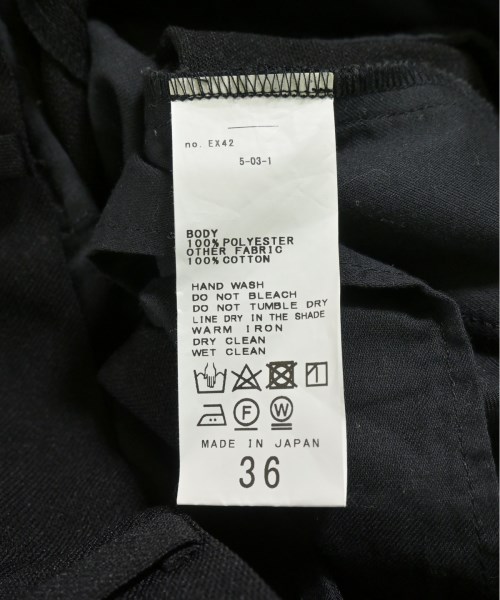 no. EX42
5-03-1
BODY
100% POLYESTER
OTHER FABRIC
100% COTTON
HAND WASH
DO NOT BLEACH
DO NOT TUMBLE DRY
LINE DRY IN THE SHADE
WARM IRON
DRY CLEAN
WET CLEAN
F W
MADE IN JAPAN
36